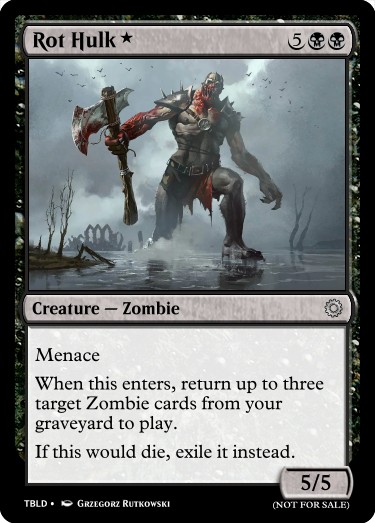 Rot Hulk ★ 5
Creature — Zombie
Menace
When this enters, return up to three
target Zombie cards from your
graveyard to play.
If this would die, exile it instead.
5/5
TBLD • Grzegorz Rutkowski (NOT FOR SALE)